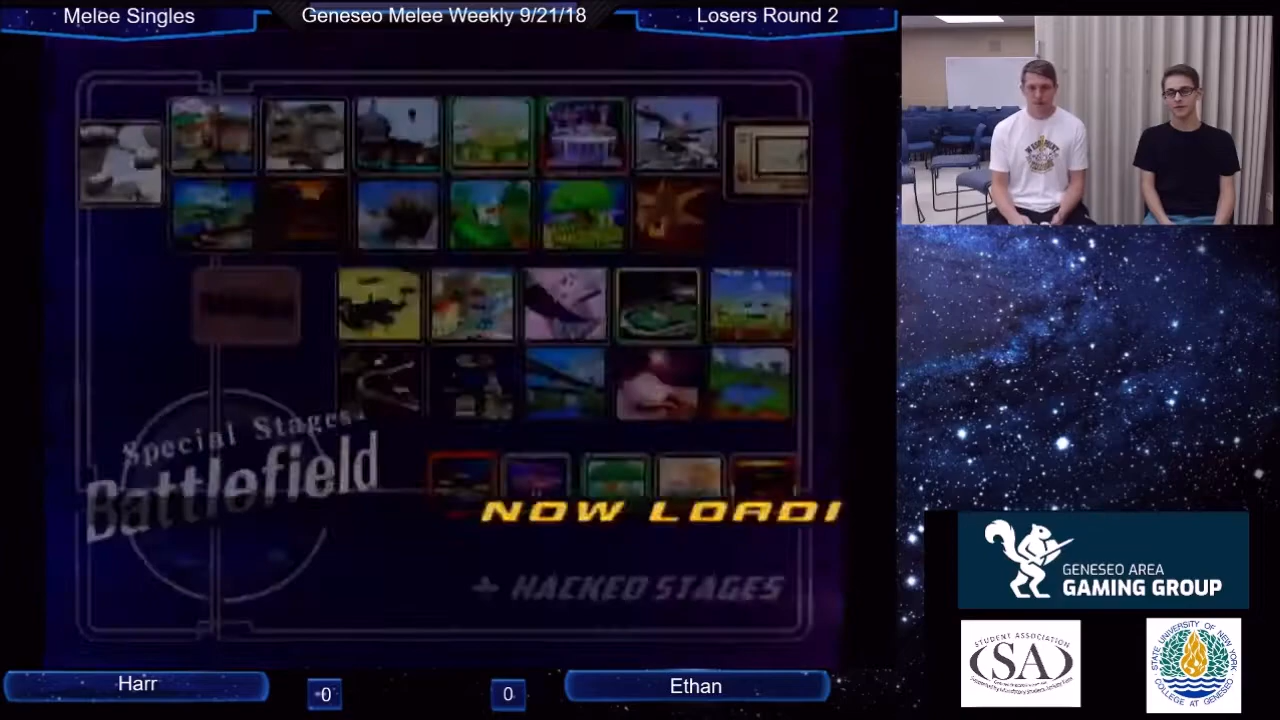 Melee Singles
Geneseo Melee Weekly 9/21/18
Losers Round 2
Special Stages
Battlefield
NOW LOADI
+ HACKED STAGES
GENESEO AREA
GAMING GROUP
STUDENT ASSOCIATION
SA
STATE UNIVERSITY OF NEW YORK
COLLEGE AT GENESEO
Harr
0
0
Ethan